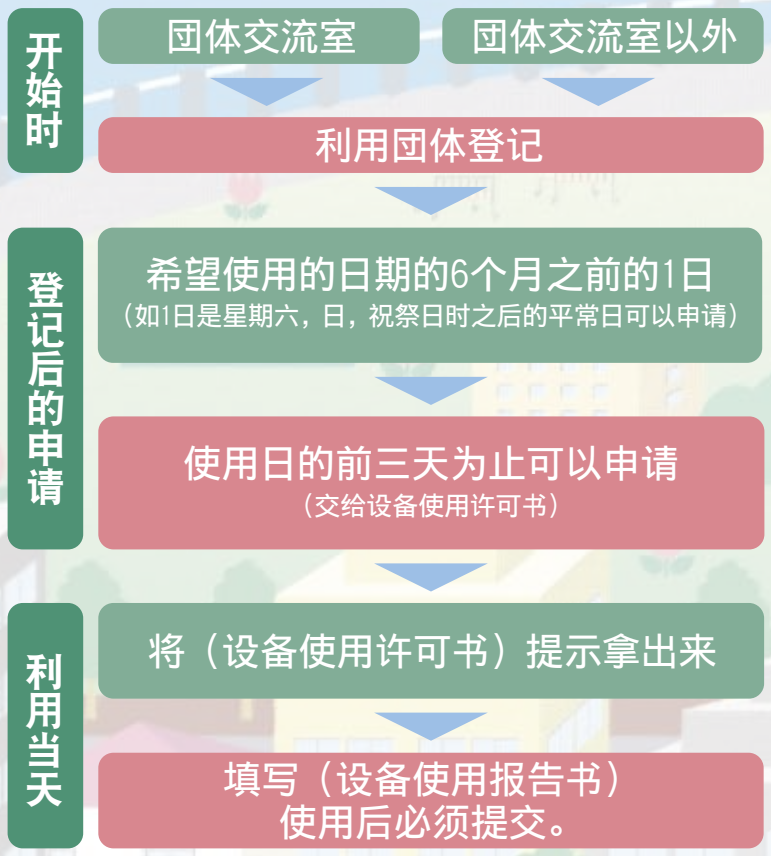 开始时
团体交流室
团体交流室以外
利用团体登记
登记后的申请
希望使用的日期的6个月之前的1日
（如1日是星期六，日，祝祭日时之后的平常日可以申请）
使用日的前三天为止可以申请
（交给设备使用许可书）
利用当天
将（设备使用许可书）提示拿出来
填写（设备使用报告书）
使用后必须提交。